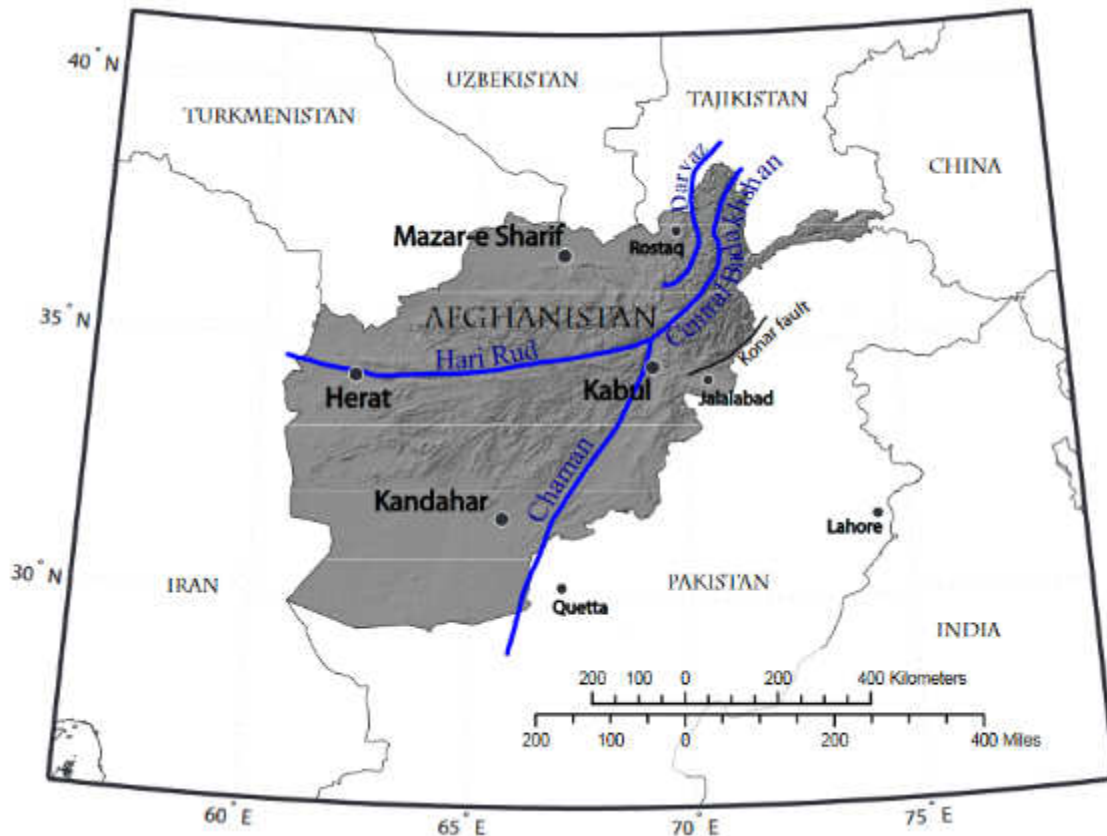 40° N
UZBEKISTAN
TAJIKISTAN
TURKMENISTAN
CHINA
Darvaz
Central Badakhshan
Mazar-e Sharif
Rostaq
35° N
AFGHANISTAN
Hari Rud
Konar fault
Herat
Kabul
Jalalabad
Chaman
Kandahar
Lahore
30° N
IRAN
Quetta
PAKISTAN
INDIA
200 100 0 200 400 Kilometers
200 100 0 200 400 Miles
60° E
65° E
70° E
75° E